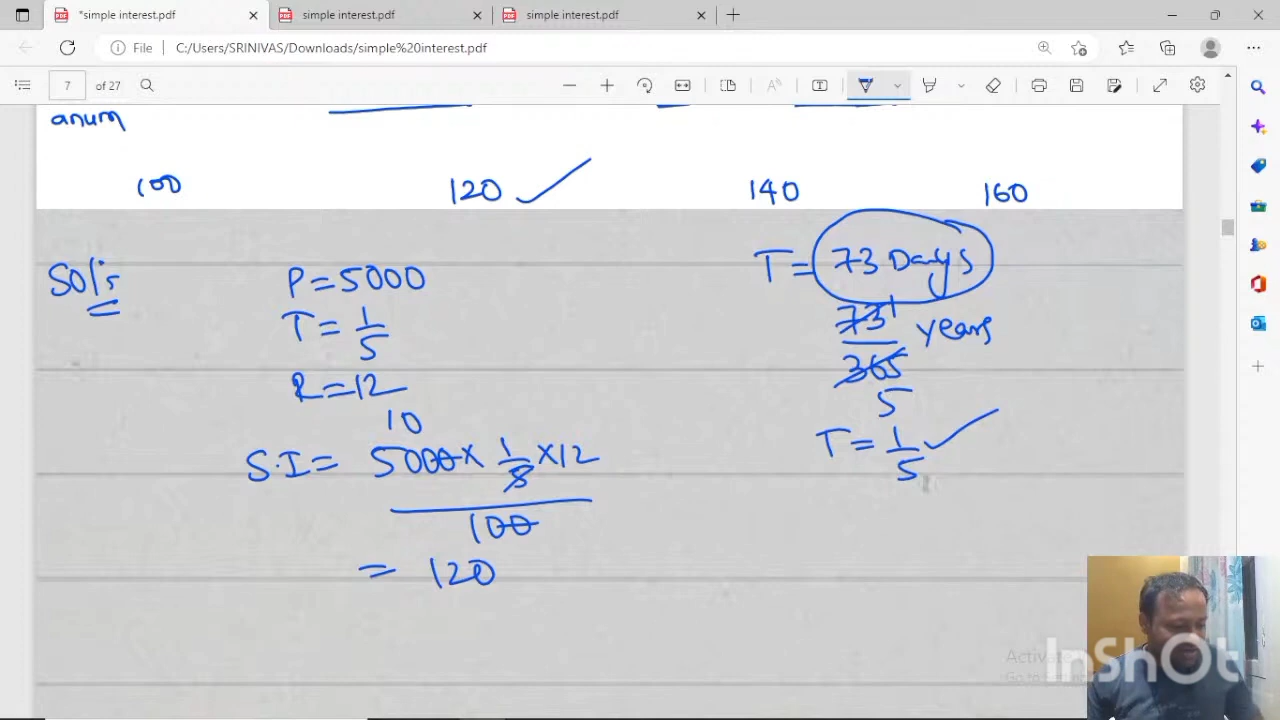 *simple interest.pdf
simple interest.pdf
simple interest.pdf
File
C:/Users/SRINIVAS/Downloads/simple%20interest.pdf
7 of 27
anum
100 120 140 160
T = 73 Days
P = 5000
T = 1/5
73 1 years
365
5
R = 12
10
T = 1/5
S.I = 5000 × 1/5 × 12
100
= 120
InShOt